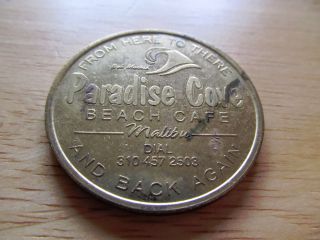 FROM HERE TO THERE
Paradise Cove
BEACH CAFE
Malibu
DIAL
310 457 2503
AND BACK AGAIN